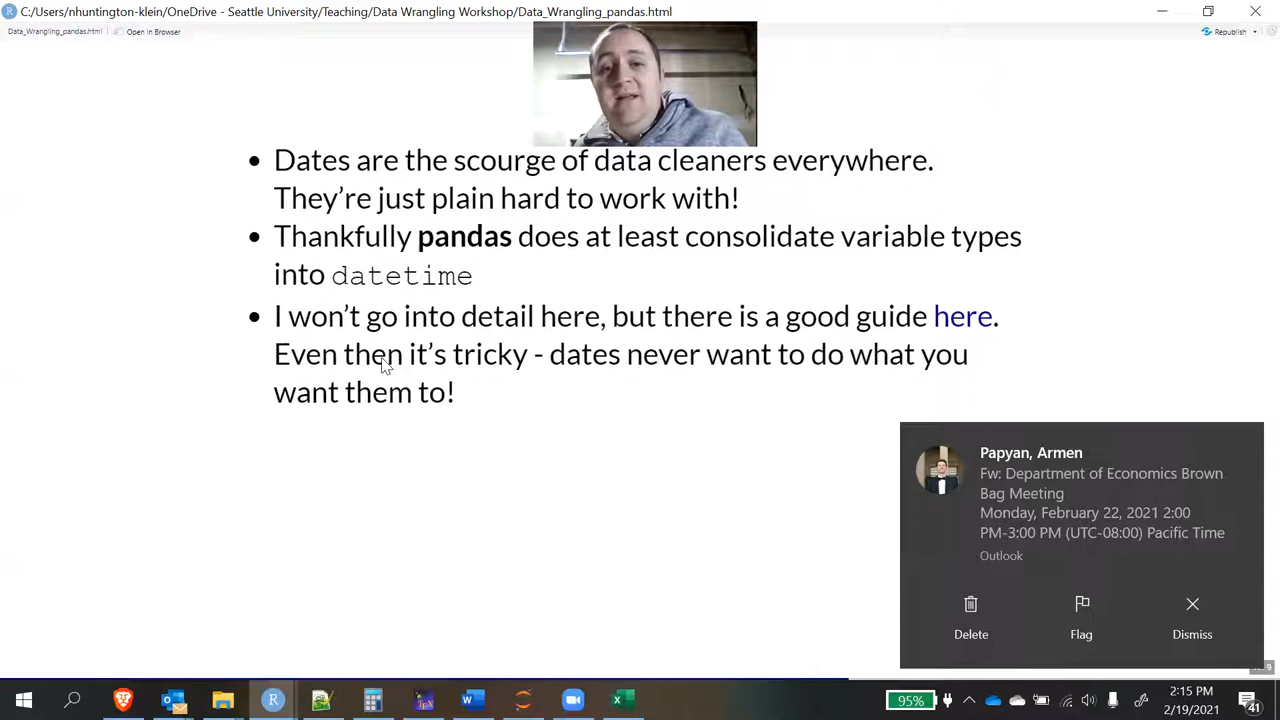 C:/Users/nhuntington-klein/OneDrive - Seattle University/Teaching/Data Wrangling Workshop/Data_Wrangling_pandas.html
Data_Wrangling_pandas.html
Open in Browser
Republish
Dates are the scourge of data cleaners everywhere.
They’re just plain hard to work with!
Thankfully pandas does at least consolidate variable types
into datetime
I won’t go into detail here, but there is a good guide here.
Even then it’s tricky - dates never want to do what you
want them to!
Papyan, Armen
Fw: Department of Economics Brown
Bag Meeting
Monday, February 22, 2021 2:00
PM-3:00 PM (UTC-08:00) Pacific Time
Outlook
Delete
Flag
Dismiss
95%
2:15 PM
2/19/2021
41